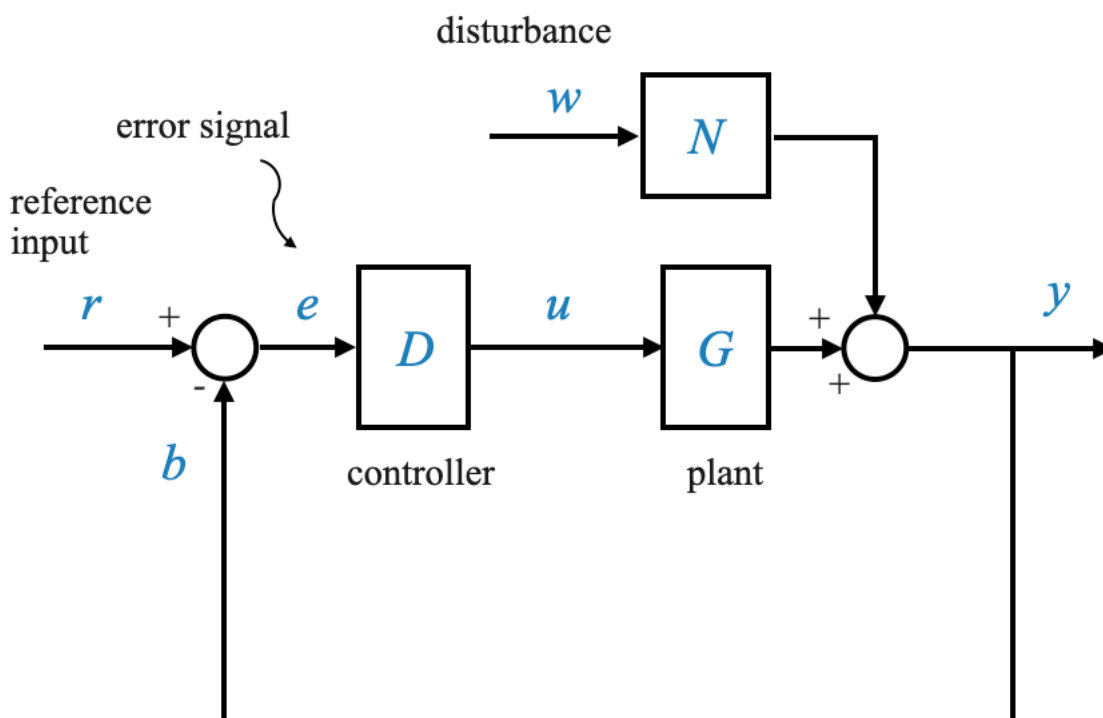 disturbance
w
N
error signal
reference
input
r
+
e
D
u
G
+
y
-
+
b
controller
plant